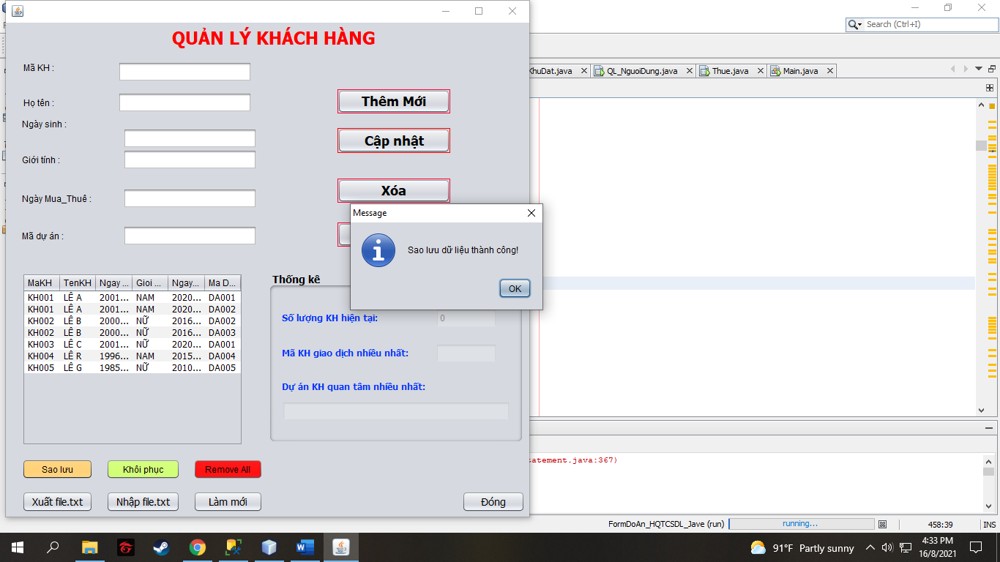 QUẢN LÝ KHÁCH HÀNG
Search (Ctrl+I)
KhuDat.java
QL_NguoiDung.java
Thue.java
Main.java
Mã KH :
Họ tên :
Ngày sinh :
Giới tính :
Ngày Mua_Thuê :
Mã dự án :
Thêm Mới
Cập nhật
Xóa
Message
Sao lưu dữ liệu thành công!
OK
MaKH TenKH Ngay ... Gioi ... Ngay... Ma D...
KH001 LÊ A 2001... NAM 2020... DA001
KH001 LÊ A 2001... NAM 2020... DA002
KH002 LÊ B 2000... NỮ 2016... DA002
KH002 LÊ B 2000... NỮ 2016... DA003
KH003 LÊ C 2001... NỮ 2020... DA001
KH004 LÊ R 1996... NAM 2015... DA004
KH005 LÊ G 1985... NỮ 2010... DA005
Thống kê
Số lượng KH hiện tại: 0
Mã KH giao dịch nhiều nhất:
Dự án KH quan tâm nhiều nhất:
Sao lưu Khôi phục Remove All
Xuất file.txt Nhập file.txt Làm mới Đóng
tatement.java:367)
FormDoAn_HQTCSDL_Jave (run) running... 458:39 INS
91°F Partly sunny
4:33 PM
16/8/2021